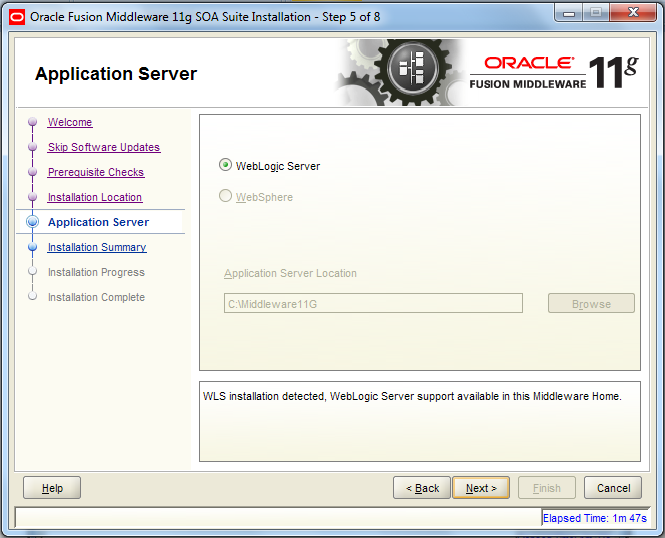 Oracle Fusion Middleware 11g SOA Suite Installation - Step 5 of 8
Application Server
ORACLE
FUSION MIDDLEWARE 11g
Welcome
Skip Software Updates
Prerequisite Checks
Installation Location
Application Server
Installation Summary
Installation Progress
Installation Complete
WebLogic Server
WebSphere
Application Server Location
C:\Middleware11G
Browse
WLS installation detected, WebLogic Server support available in this Middleware Home.
Help
< Back
Next >
Finish
Cancel
Elapsed Time: 1m 47s